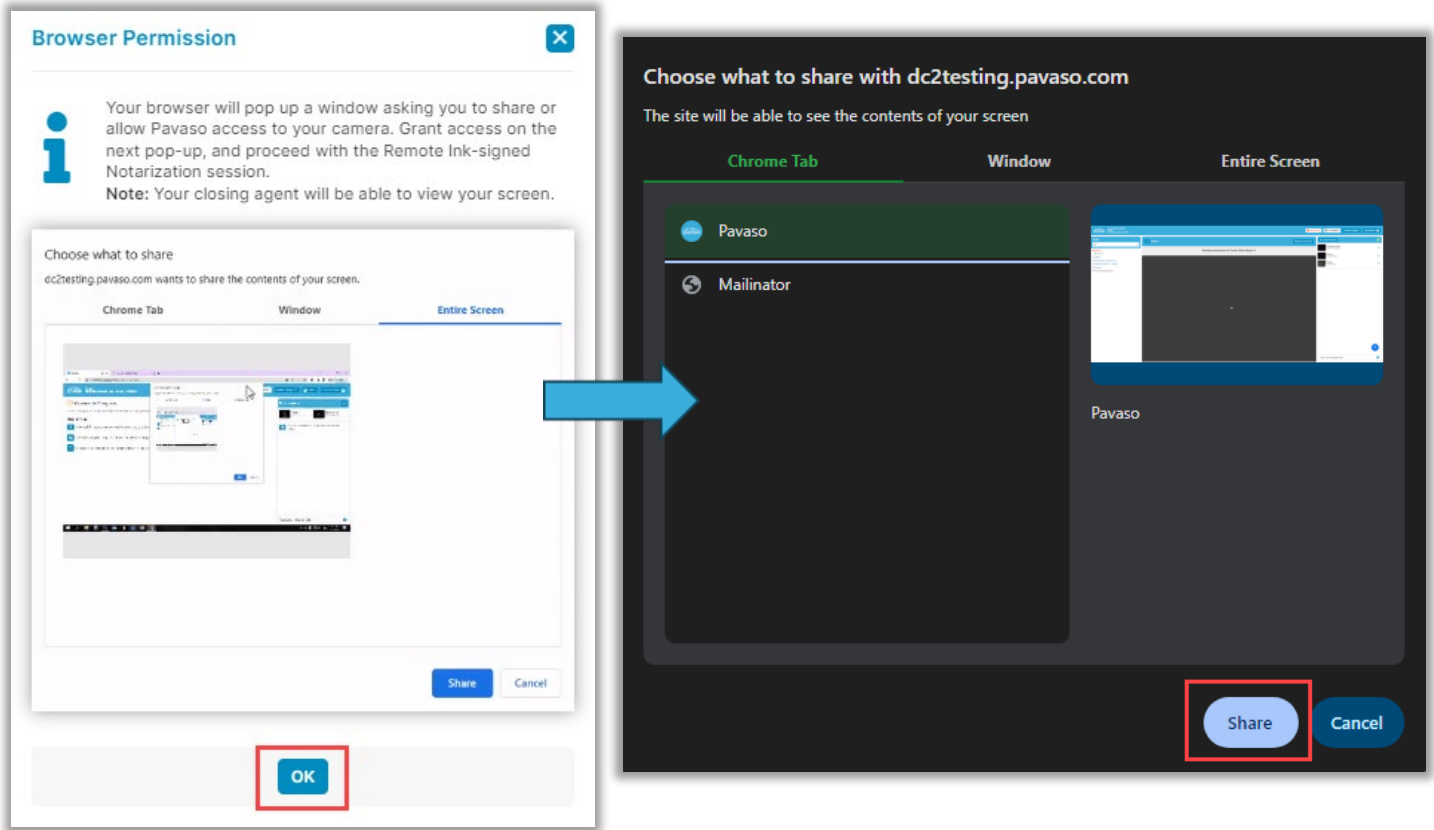 Browser Permission
Your browser will pop up a window asking you to share or
allow Pavaso access to your camera. Grant access on the
next pop-up, and proceed with the Remote Ink-signed
Notarization session.
Note: Your closing agent will be able to view your screen.
Choose what to share
dc2testing.pavaso.com wants to share the contents of your screen.
Chrome Tab Window Entire Screen
Share Cancel
OK
Choose what to share with dc2testing.pavaso.com
The site will be able to see the contents of your screen
Chrome Tab Window Entire Screen
Pavaso
Mailinator
Pavaso
Share Cancel